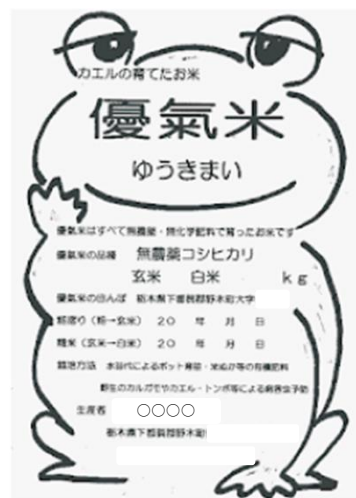 カエルの育てたお米
優氣米
ゆうきまい
優氣米はすべて無農薬・無化学肥料で育ったお米です
優氣米の品種　無農薬コシヒカリ
玄米　白米　ｋｇ
優氣米の田んぼ　栃木県下都賀郡野木町大字
籾摺り（籾→玄米）　２０　年　月　日
精米（玄米→白米）　２０　年　月　日
栽培方法　水苗代によるポット育苗・米ぬか等の有機肥料
野生のカルガモやカエル・トンボ等による病害虫予防
生産者　○○○○
栃木県下都賀郡野木町